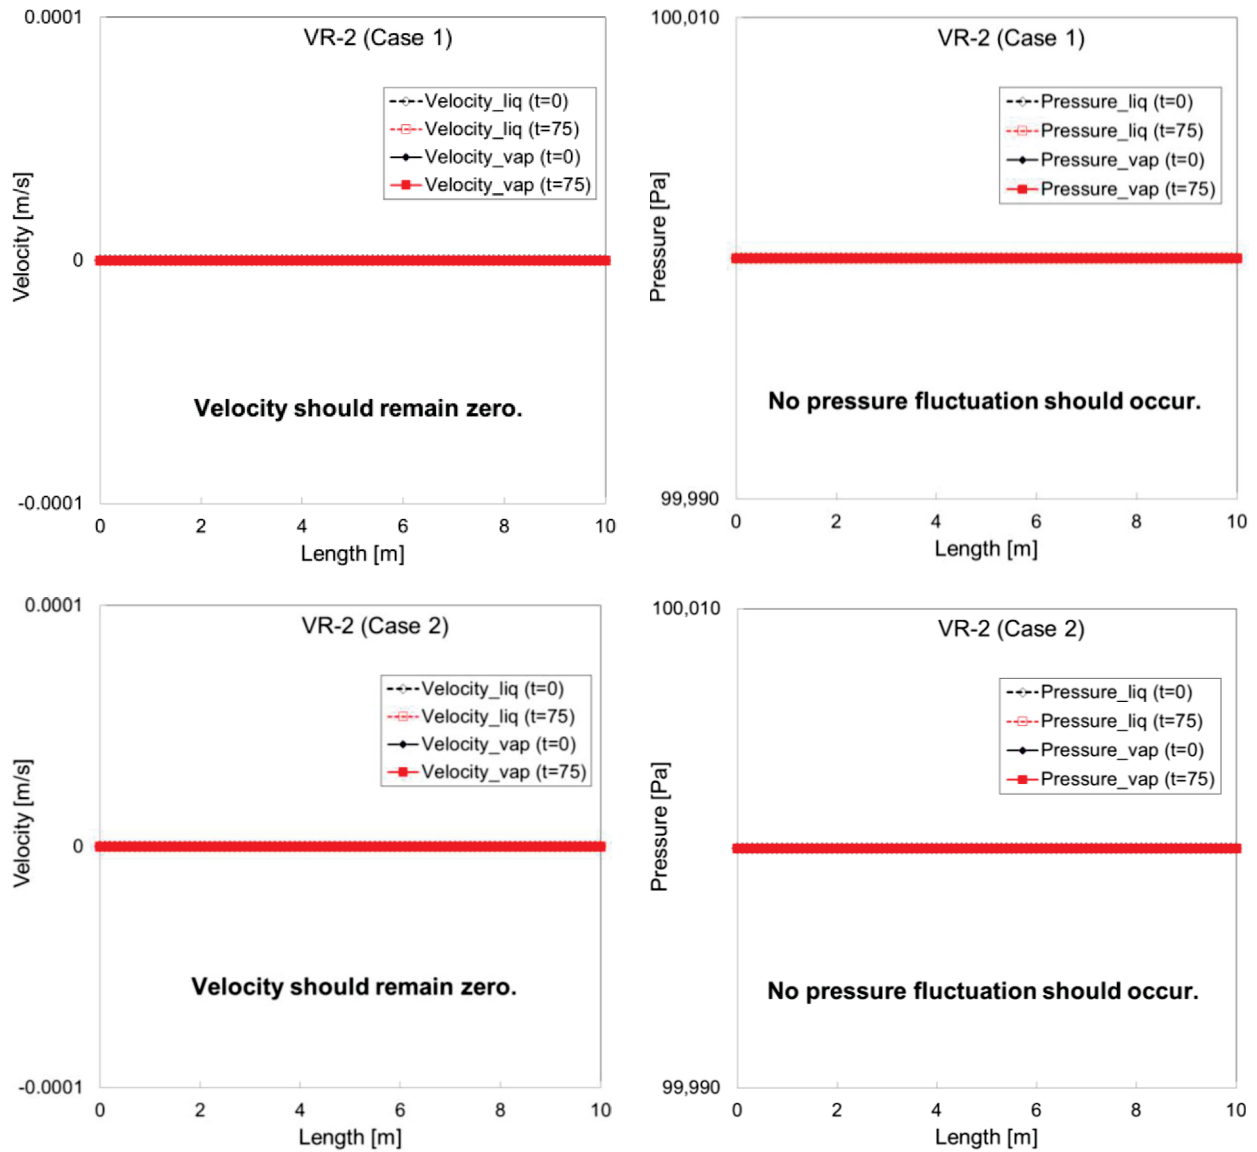 VR-2 (Case 1)
0.0001
0
-0.0001
Velocity [m/s]
Velocity_liq (t=0)
Velocity_liq (t=75)
Velocity_vap (t=0)
Velocity_vap (t=75)
Velocity should remain zero.
0 2 4 6 8 10
Length [m]
VR-2 (Case 1)
100,010
99,990
Pressure [Pa]
Pressure_liq (t=0)
Pressure_liq (t=75)
Pressure_vap (t=0)
Pressure_vap (t=75)
No pressure fluctuation should occur.
0 2 4 6 8 10
Length [m]
VR-2 (Case 2)
0.0001
0
-0.0001
Velocity [m/s]
Velocity_liq (t=0)
Velocity_liq (t=75)
Velocity_vap (t=0)
Velocity_vap (t=75)
Velocity should remain zero.
0 2 4 6 8 10
Length [m]
VR-2 (Case 2)
100,010
99,990
Pressure [Pa]
Pressure_liq (t=0)
Pressure_liq (t=75)
Pressure_vap (t=0)
Pressure_vap (t=75)
No pressure fluctuation should occur.
0 2 4 6 8 10
Length [m]